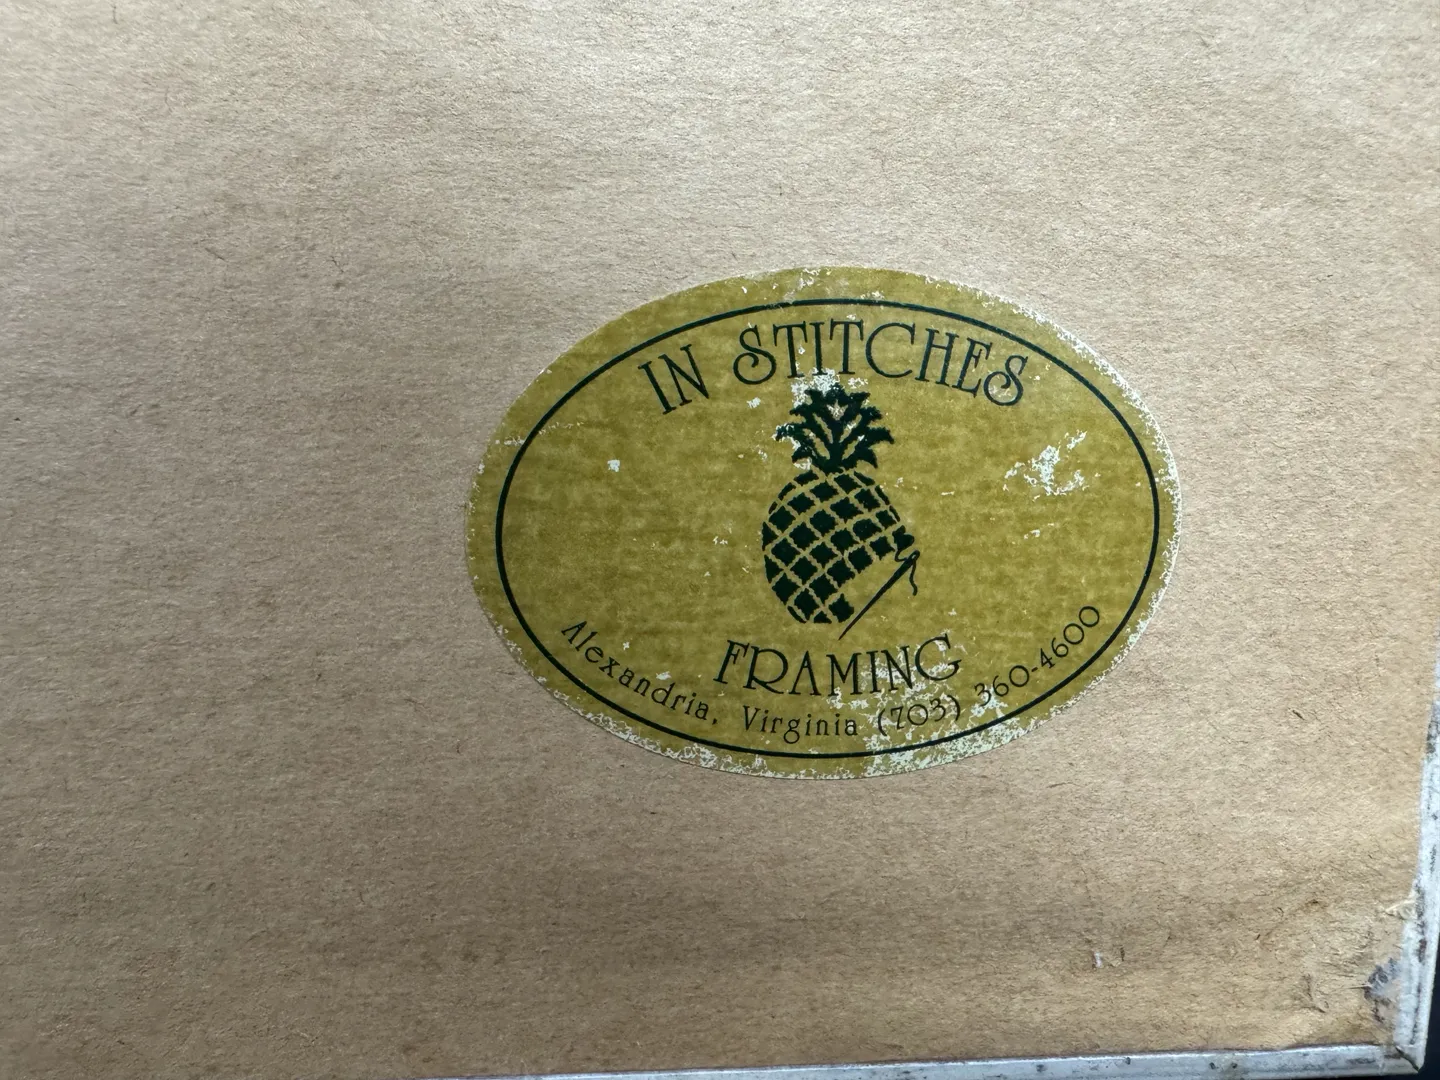 IN STITCHES
FRAMING
Alexandria, Virginia (703) 360-4600